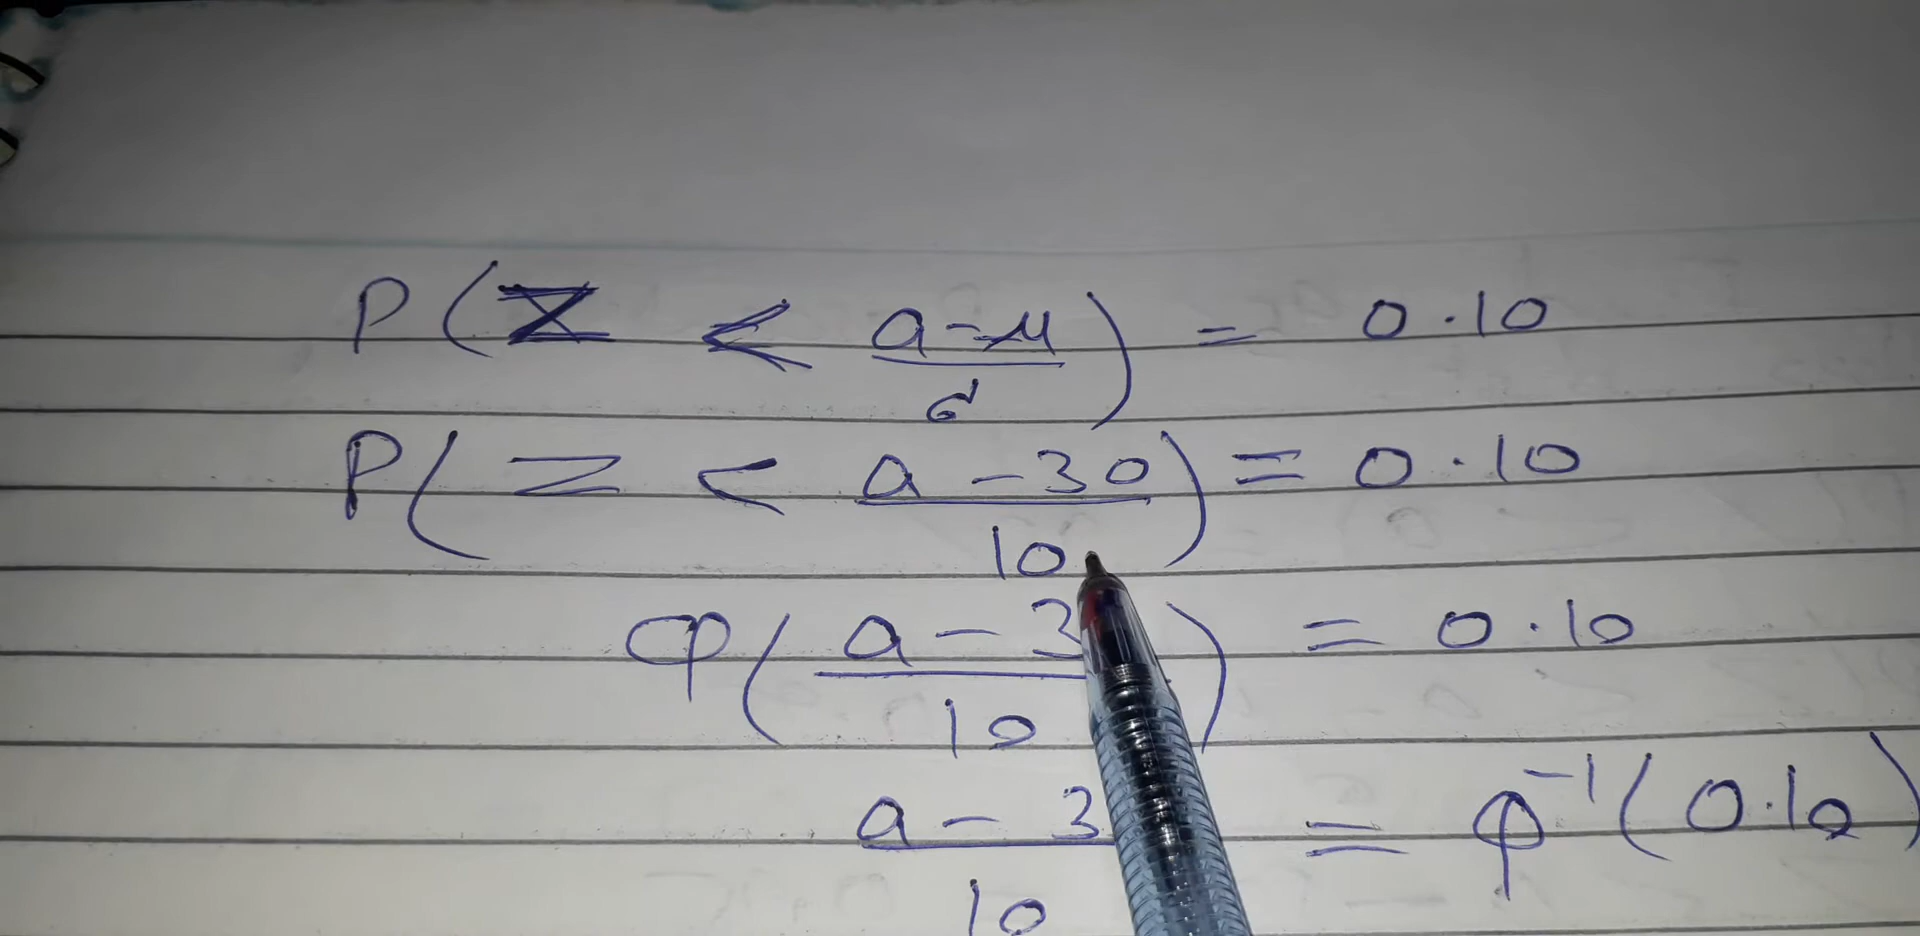 P(Z < (a-μ)/σ) = 0.10
P(Z < (a-30)/10) = 0.10
φ((a-3)/10) = 0.10
(a-3)/10 = φ⁻¹(0.10)